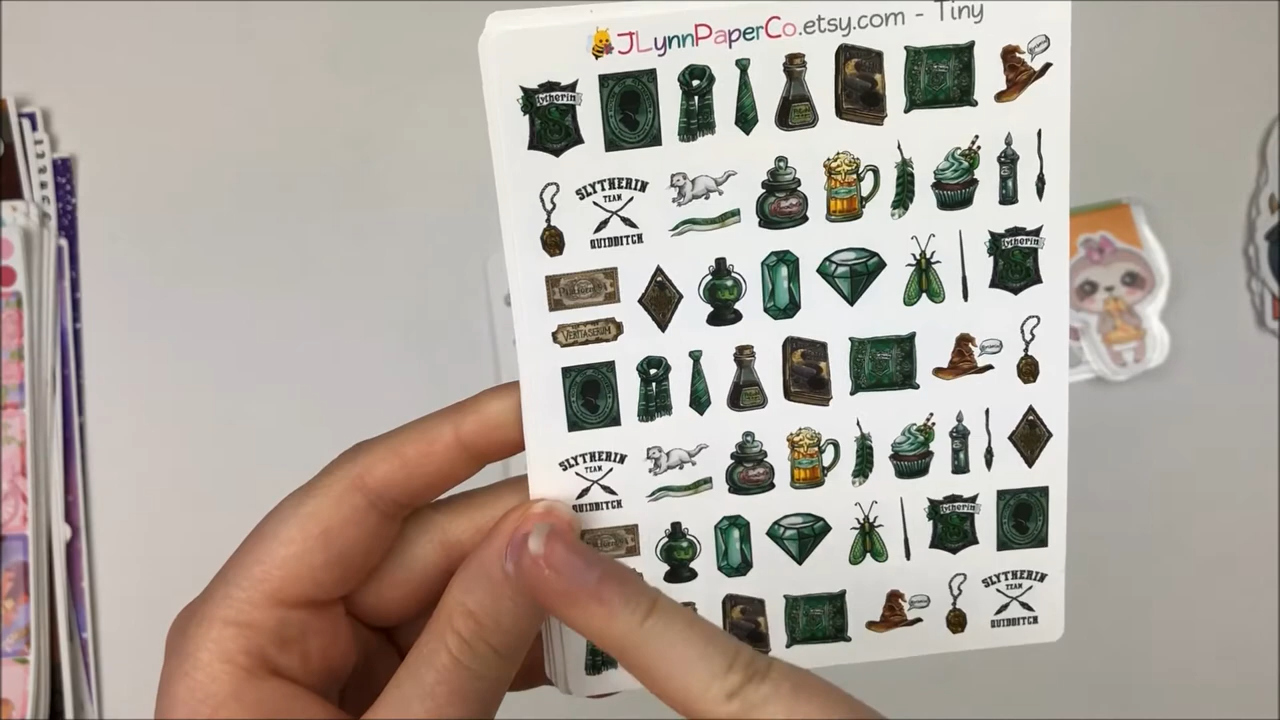 JLynnPaperCo.etsy.com - Tiny
Slytherin
SLYTHERIN
TEAM
QUIDDITCH
VERITASERUM
Slytherin
SLYTHERIN
TEAM
QUIDDITCH
Slytherin
SLYTHERIN
TEAM
QUIDDITCH